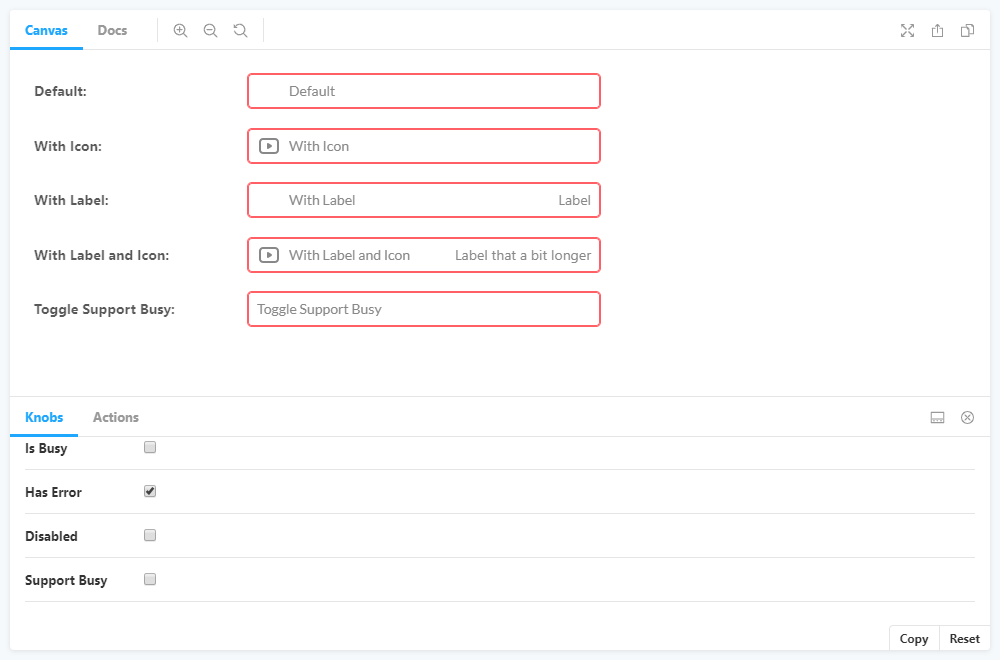 Canvas Docs
Default: Default
With Icon: With Icon
With Label: With Label Label
With Label and Icon: With Label and Icon Label that a bit longer
Toggle Support Busy: Toggle Support Busy
Knobs Actions
Is Busy
Has Error
Disabled
Support Busy
Copy Reset